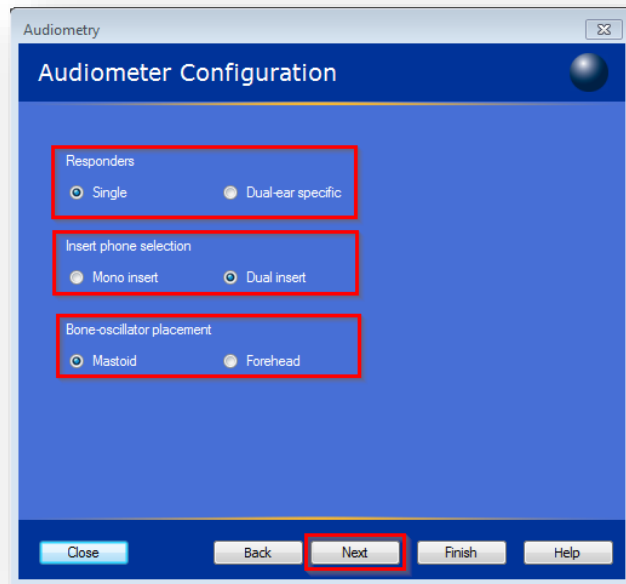 Audiometry
Audiometer Configuration
Responders
Single Dual-ear specific
Insert phone selection
Mono insert Dual insert
Bone-oscillator placement
Mastoid Forehead
Close Back Next Finish Help